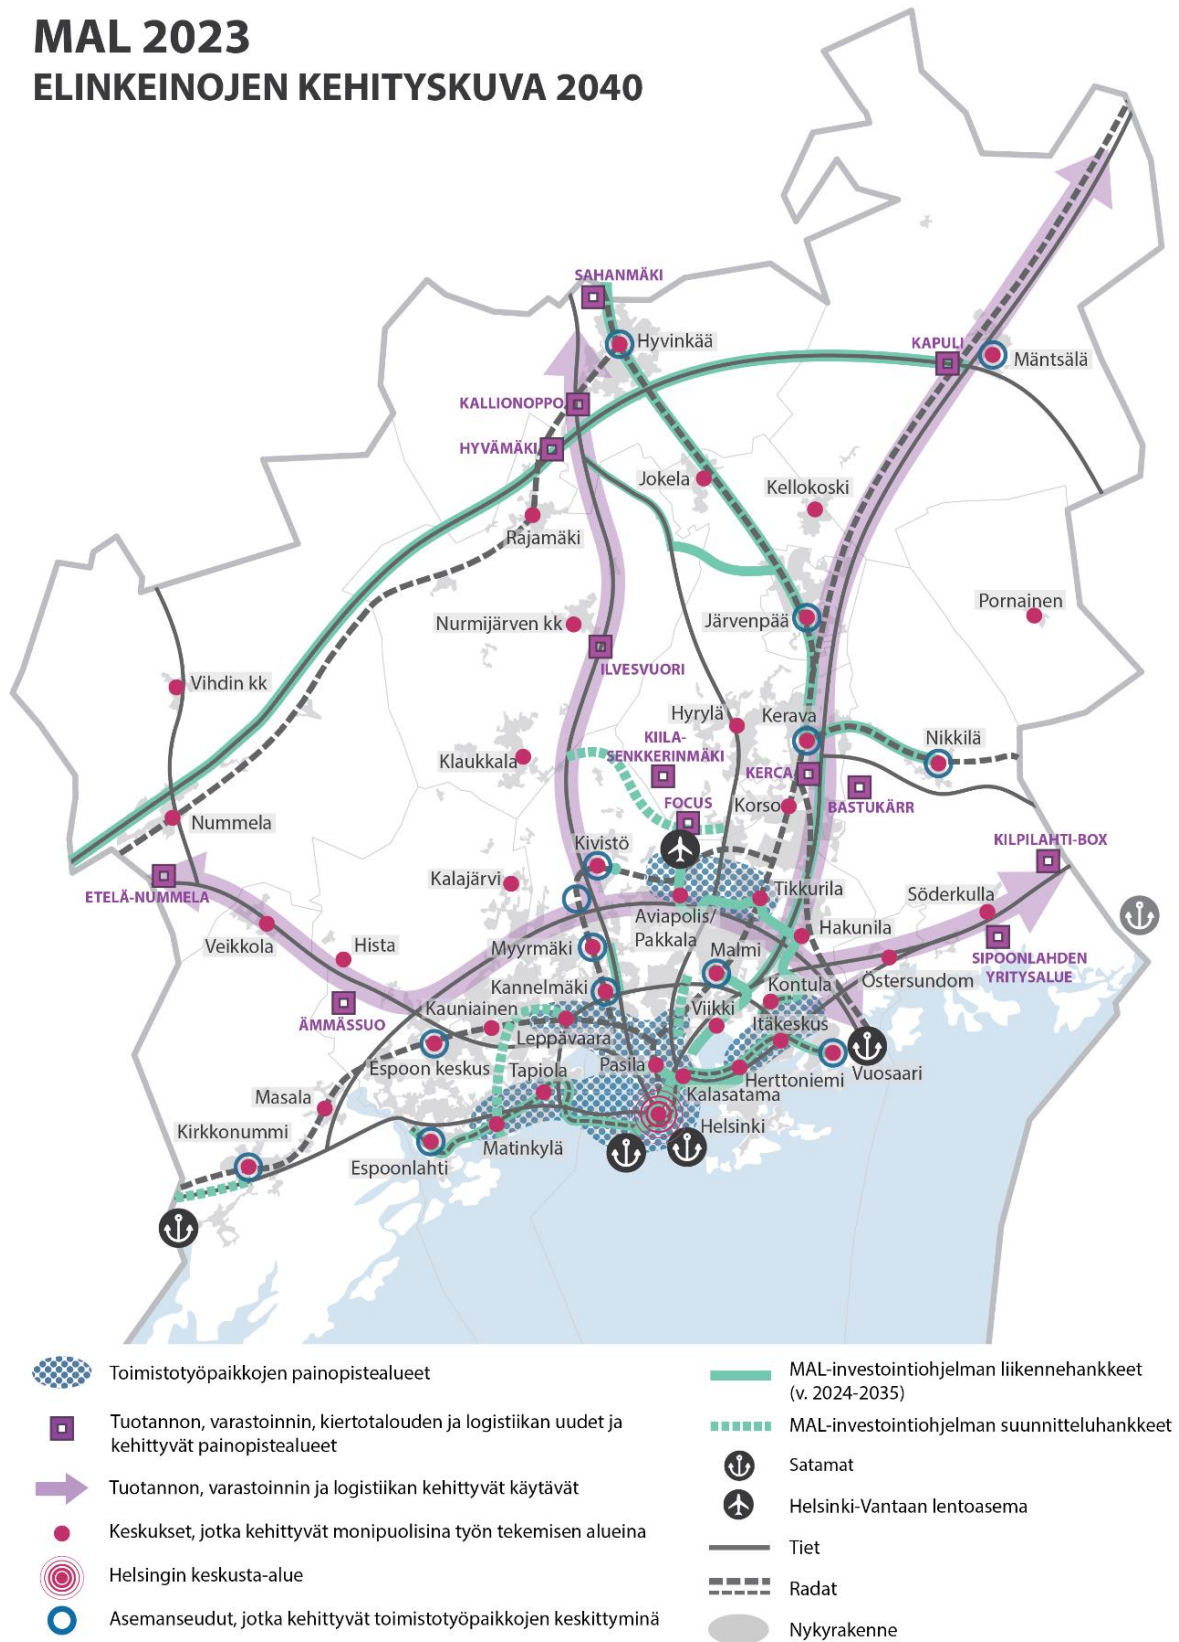 MAL 2023
ELINKEINOJEN KEHITYSKUVA 2040
SAHANMÄKI
Hyvinkää
KAPULI
Mäntsälä
KALLIONOPPO
HYVÄMÄKI
Jokela
Kellokoski
Rajamäki
Pornainen
Nurmijärven kk
Järvenpää
ILVESVUORI
Vihdin kk
Hyrylä
Kerava
KIILA-
SENKKERINMÄKI
Nikkilä
Klaukkala
KERCA
BASTUKÄRR
FOCUS
Korso
Nummela
Kivistö
KILPILAHTI-BOX
Kalajärvi
Tikkurila
Söderkulla
ETELÄ-NUMMELA
Aviapolis/
Pakkala
Hakunila
Veikkola
Hista
Myyrmäki
Malmi
SIPOONLAHDEN
YRITYSALUE
Östersundom
Kannelmäki
Kontula
Kauniainen
Viikki
ÄMMÄSSUO
Leppävaara
Itäkeskus
Espoon keskus
Tapiola
Pasila
Herttoniemi
Vuosaari
Masala
Kalasatama
Kirkkonummi
Helsinki
Matinkylä
Espoonlahti
Toimistotyöpaikkojen painopistealueet
Tuotannon, varastoinnin, kiertotalouden ja logistiikan uudet ja
kehittyvät painopistealueet
Tuotannon, varastoinnin ja logistiikan kehittyvät käytävät
Keskukset, jotka kehittyvät monipuolisina työn tekemisen alueina
Helsingin keskusta-alue
Asemanseudut, jotka kehittyvät toimistotyöpaikkojen keskittyminä
MAL-investointiohjelman liikennehankkeet
(v. 2024-2035)
MAL-investointiohjelman suunnitteluhankkeet
Satamat
Helsinki-Vantaan lentoasema
Tiet
Radat
Nykyrakenne